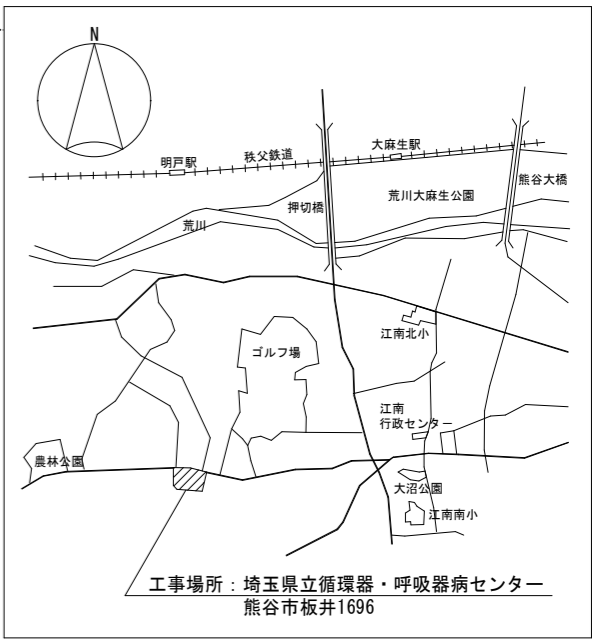 N
大麻生駅
秩父鉄道
明戸駅
熊谷大橋
荒川大麻生公園
押切橋
荒川
江南北小
ゴルフ場
江南
行政センター
農林公園
大沼公園
江南南小
工事場所：埼玉県立循環器・呼吸器病センター
熊谷市板井1696